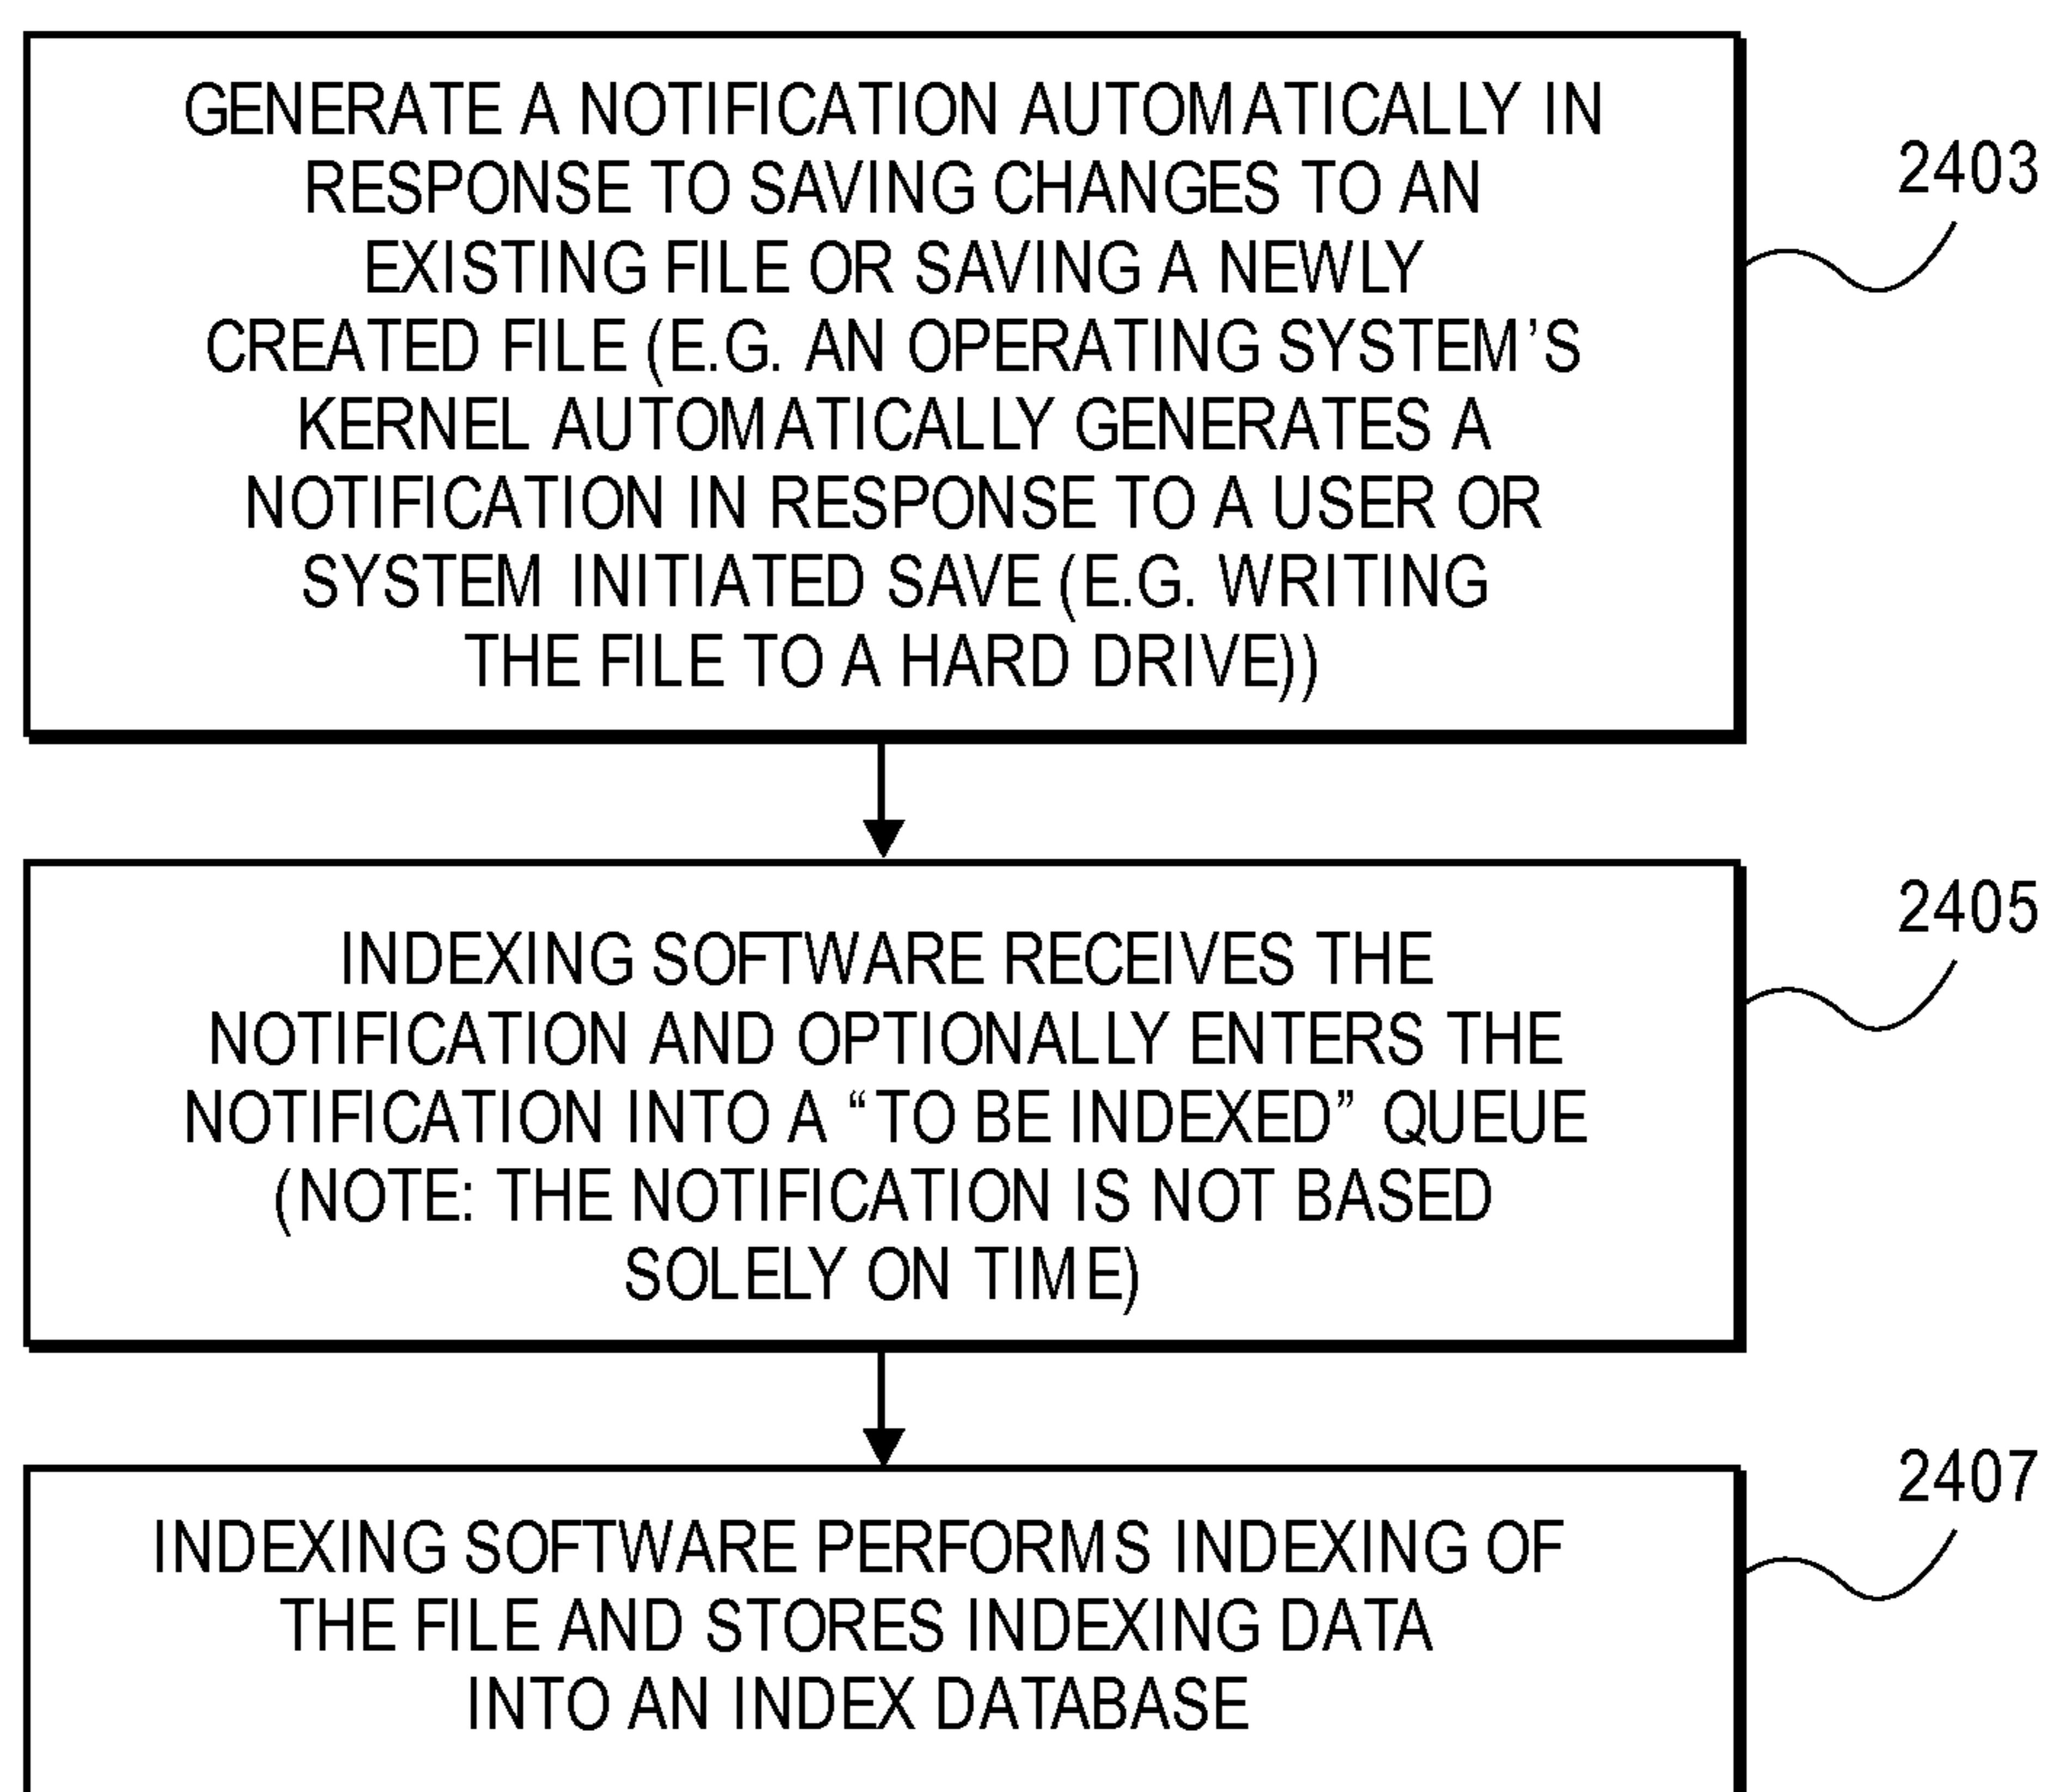 GENERATE A NOTIFICATION AUTOMATICALLY IN
RESPONSE TO SAVING CHANGES TO AN
EXISTING FILE OR SAVING A NEWLY
CREATED FILE (E.G. AN OPERATING SYSTEM’S
KERNEL AUTOMATICALLY GENERATES A
NOTIFICATION IN RESPONSE TO A USER OR
SYSTEM INITIATED SAVE (E.G. WRITING
THE FILE TO A HARD DRIVE))
2403
INDEXING SOFTWARE RECEIVES THE
NOTIFICATION AND OPTIONALLY ENTERS THE
NOTIFICATION INTO A “TO BE INDEXED” QUEUE
(NOTE: THE NOTIFICATION IS NOT BASED
SOLELY ON TIME)
2405
INDEXING SOFTWARE PERFORMS INDEXING OF
THE FILE AND STORES INDEXING DATA
INTO AN INDEX DATABASE
2407